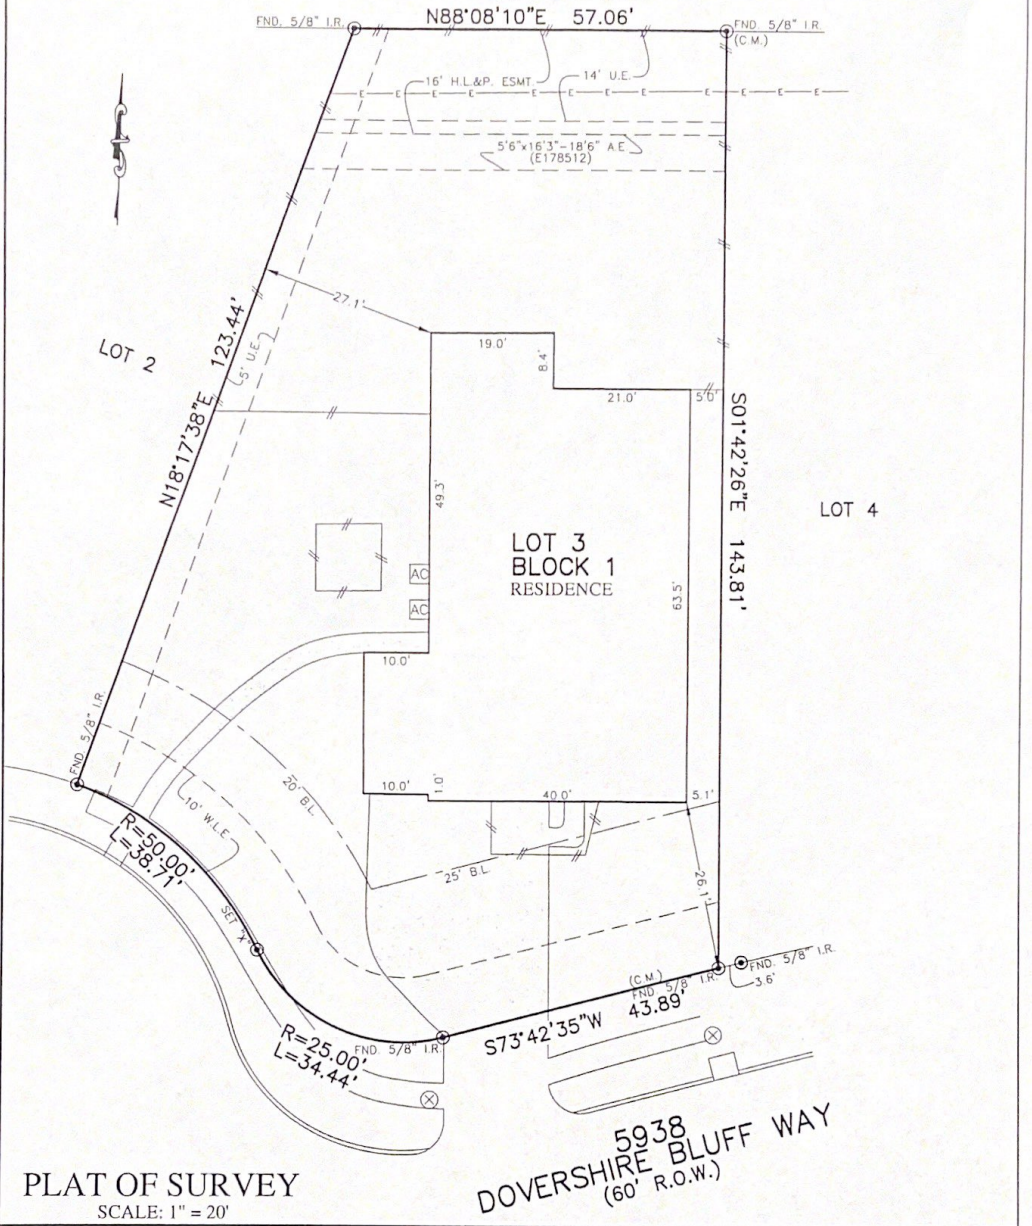 N88°08'10"E 57.06'
FND. 5/8" I.R.
FND. 5/8" I.R.
(C.M.)
16' H.L.&P. ESMT.
14' U.E.
E E E E E E E E E E E E
5'6"x16'3"-18'6" A.E
(E178512)
27.1'
19.0'
8.4'
21.0'
5.0'
LOT 2
N18°17'38"E 123.44'
5' U.E.
S01°42'26"E 143.81'
LOT 4
49.3'
LOT 3
BLOCK 1
RESIDENCE
AC
AC
63.5'
10.0'
FND. 5/8" I.R.
20' B.L.
10' W.L.E.
10.0'
1.0'
40.0'
5.1'
R=50.00'
L=38.71'
25' B.L.
26.1'
SET "X"
(C.M.)
FND. 5/8" I.R.
FND. 5/8" I.R.
3.6'
S73°42'35"W 43.89'
R=25.00'
L=34.44'
FND. 5/8" I.R.
5938
DOVERSHIRE BLUFF WAY
(60' R.O.W.)
PLAT OF SURVEY
SCALE: 1" = 20'